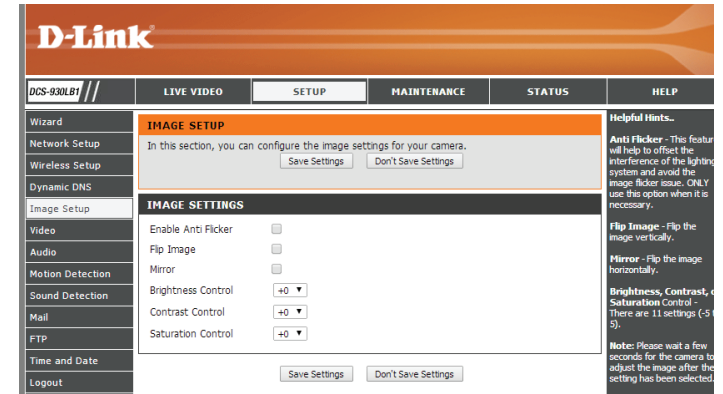 D-Link
DCS-930LB1 // LIVE VIDEO SETUP MAINTENANCE STATUS HELP
Wizard
Network Setup
Wireless Setup
Dynamic DNS
Image Setup
Video
Audio
Motion Detection
Sound Detection
Mail
FTP
Time and Date
Logout
IMAGE SETUP
In this section, you can configure the image settings for your camera.
Save Settings Don't Save Settings
IMAGE SETTINGS
Enable Anti Flicker
Flip Image
Mirror
Brightness Control +0
Contrast Control +0
Saturation Control +0
Save Settings Don't Save Settings
Helpful Hints..
Anti Flicker - This featur
will help to offset the
interference of the lighting
system and avoid the
image flicker issue. ONLY
use this option when it is
necessary.
Flip Image - Flip the
image vertically.
Mirror - Flip the image
horizontally.
Brightness, Contrast,
Saturation Control -
There are 11 settings (-5
5).
Note: Please wait a few
seconds for the camera to
adjust the image after the
setting has been selected.